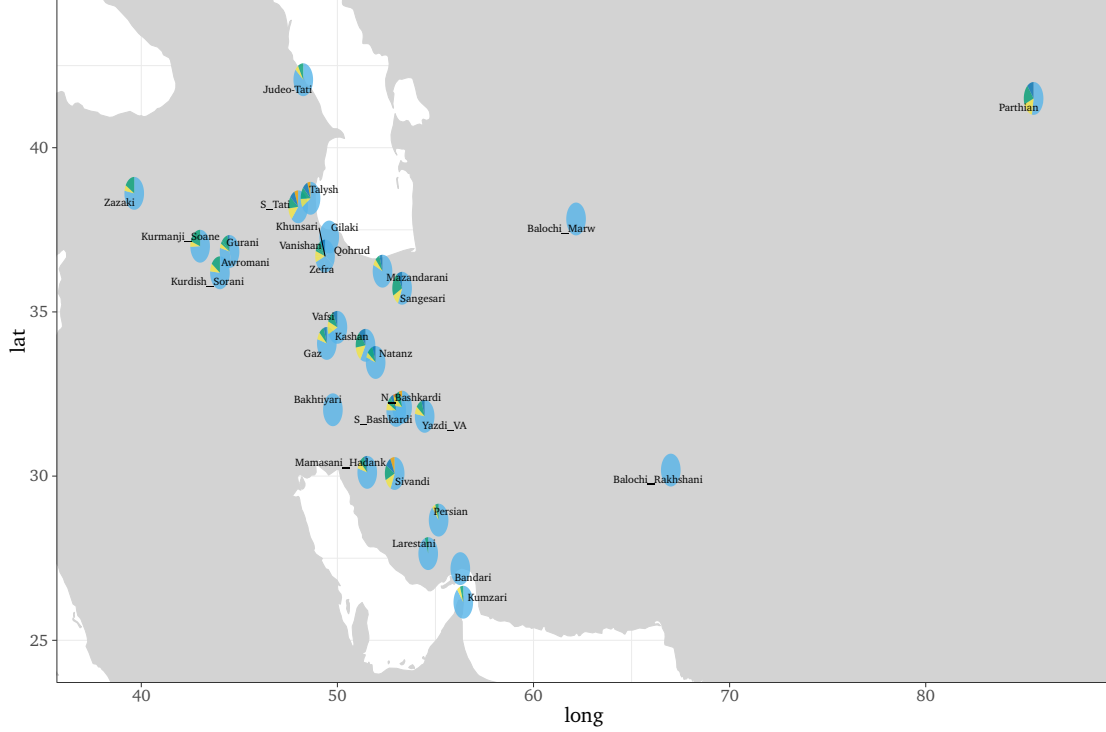 Judeo-Tati
Parthian
40
Zazaki
Talysh
S_Tati
Khunsari
Gilaki
Balochi_Marw
Kurmanji_Soane
Gurani
Vanishan
Qohrud
Awromani
Zefra
Kurdish_Sorani
Mazandarani
Sangesari
35
Vafsi
Kashan
Gaz
Natanz
lat
Bakhtiyari
N_Bashkardi
S_Bashkardi
Yazdi_VA
Mamasani_Hadank
30
Sivandi
Balochi_Rakhshani
Persian
Larestani
Bandari
Kumzari
25
40 50 60 70 80
long